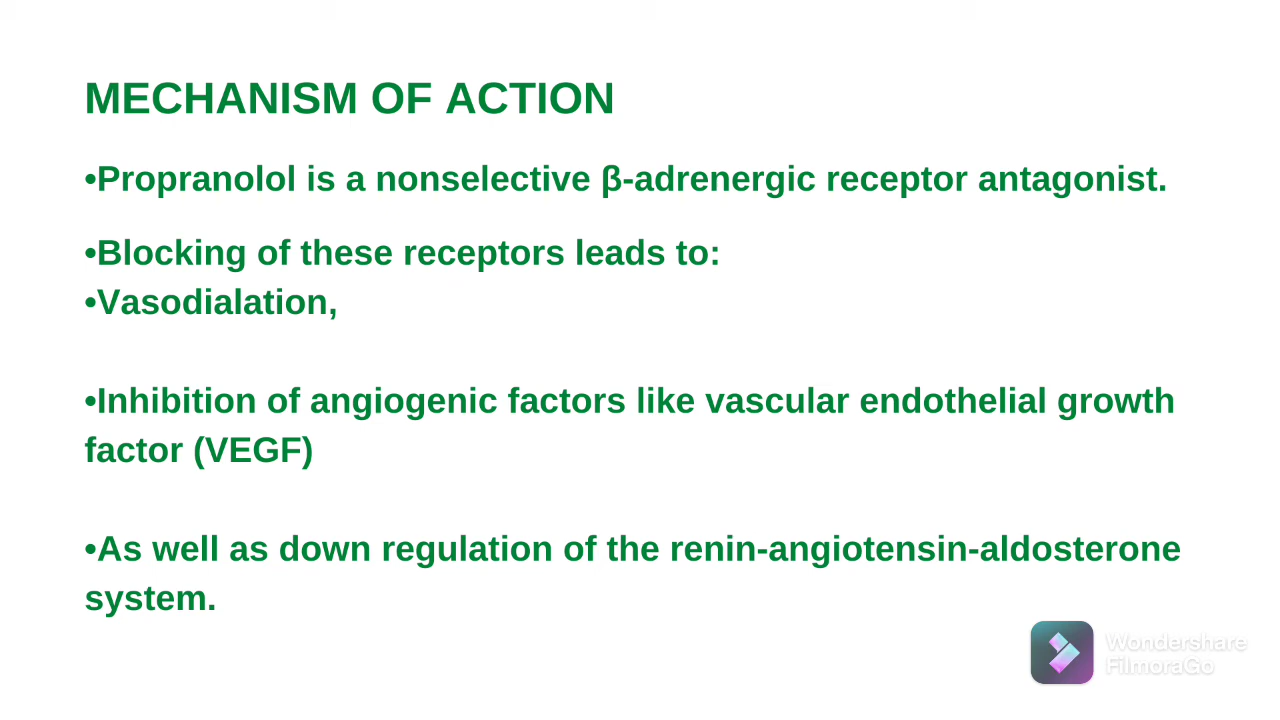 MECHANISM OF ACTION
•Propranolol is a nonselective β-adrenergic receptor antagonist.
•Blocking of these receptors leads to:
•Vasodialation,
•Inhibition of angiogenic factors like vascular endothelial growth
factor (VEGF)
•As well as down regulation of the renin-angiotensin-aldosterone
system.
Wondershare
FilmoraGo